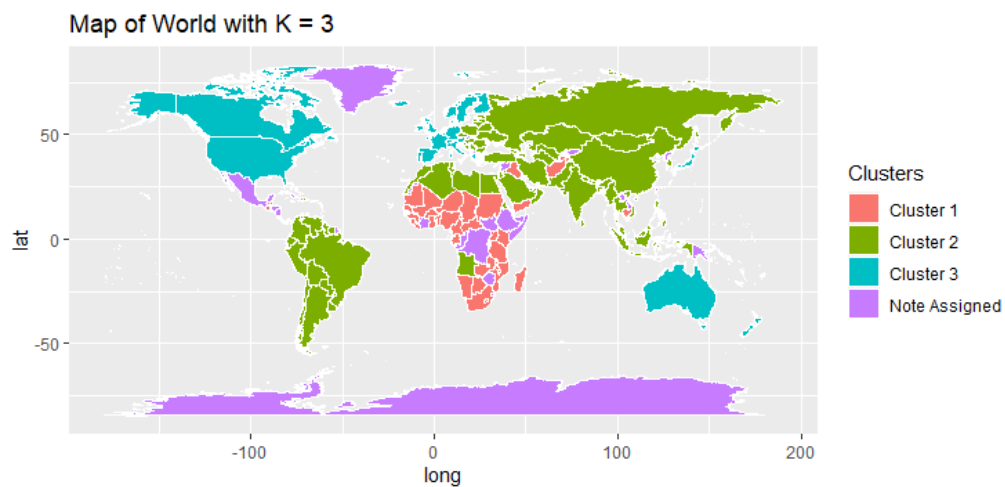 Map of World with K = 3
50
0
-50
lat
-100
0
100
200
long
Clusters
Cluster 1
Cluster 2
Cluster 3
Note Assigned